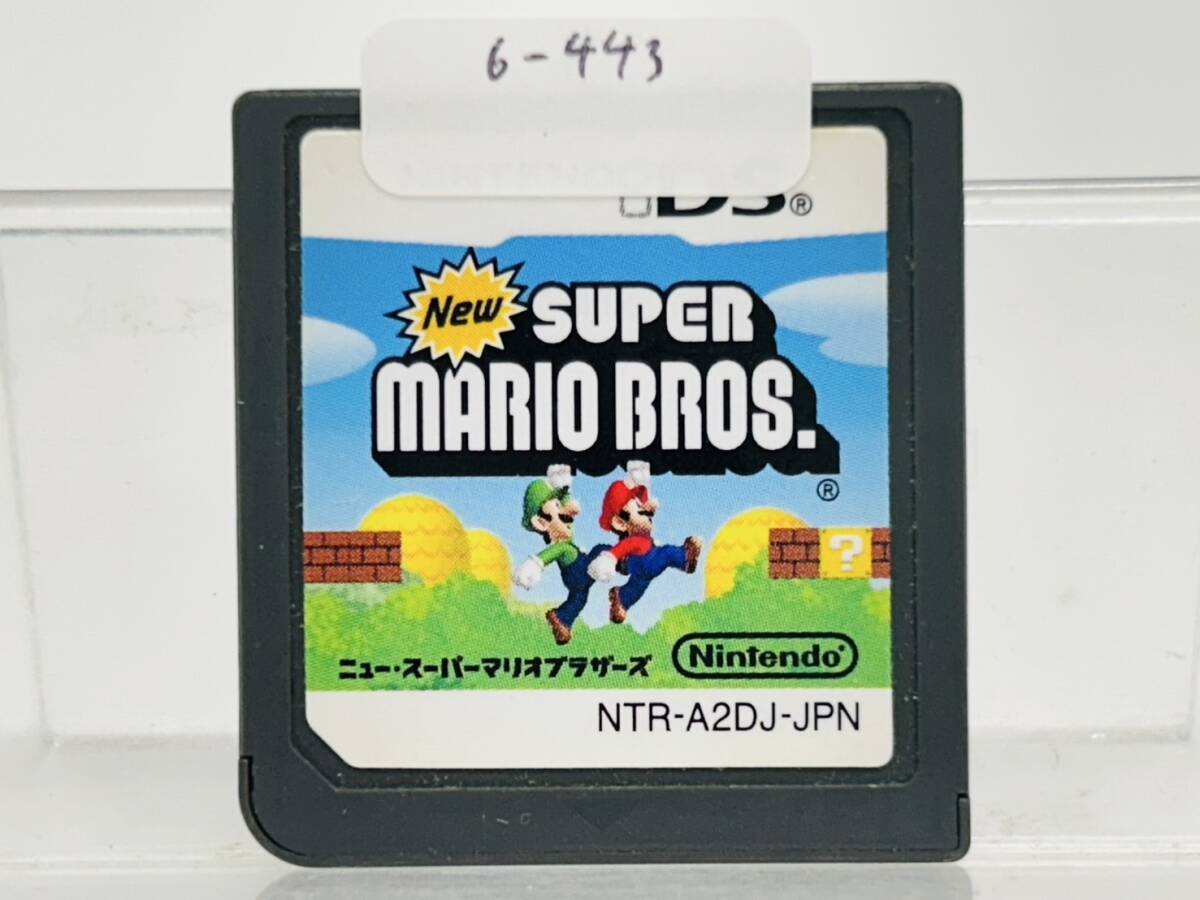 6-443
DS®
New SUPER
MARIO BROS.
®
?
ニュー・スーパーマリオブラザーズ
Nintendo®
NTR-A2DJ-JPN